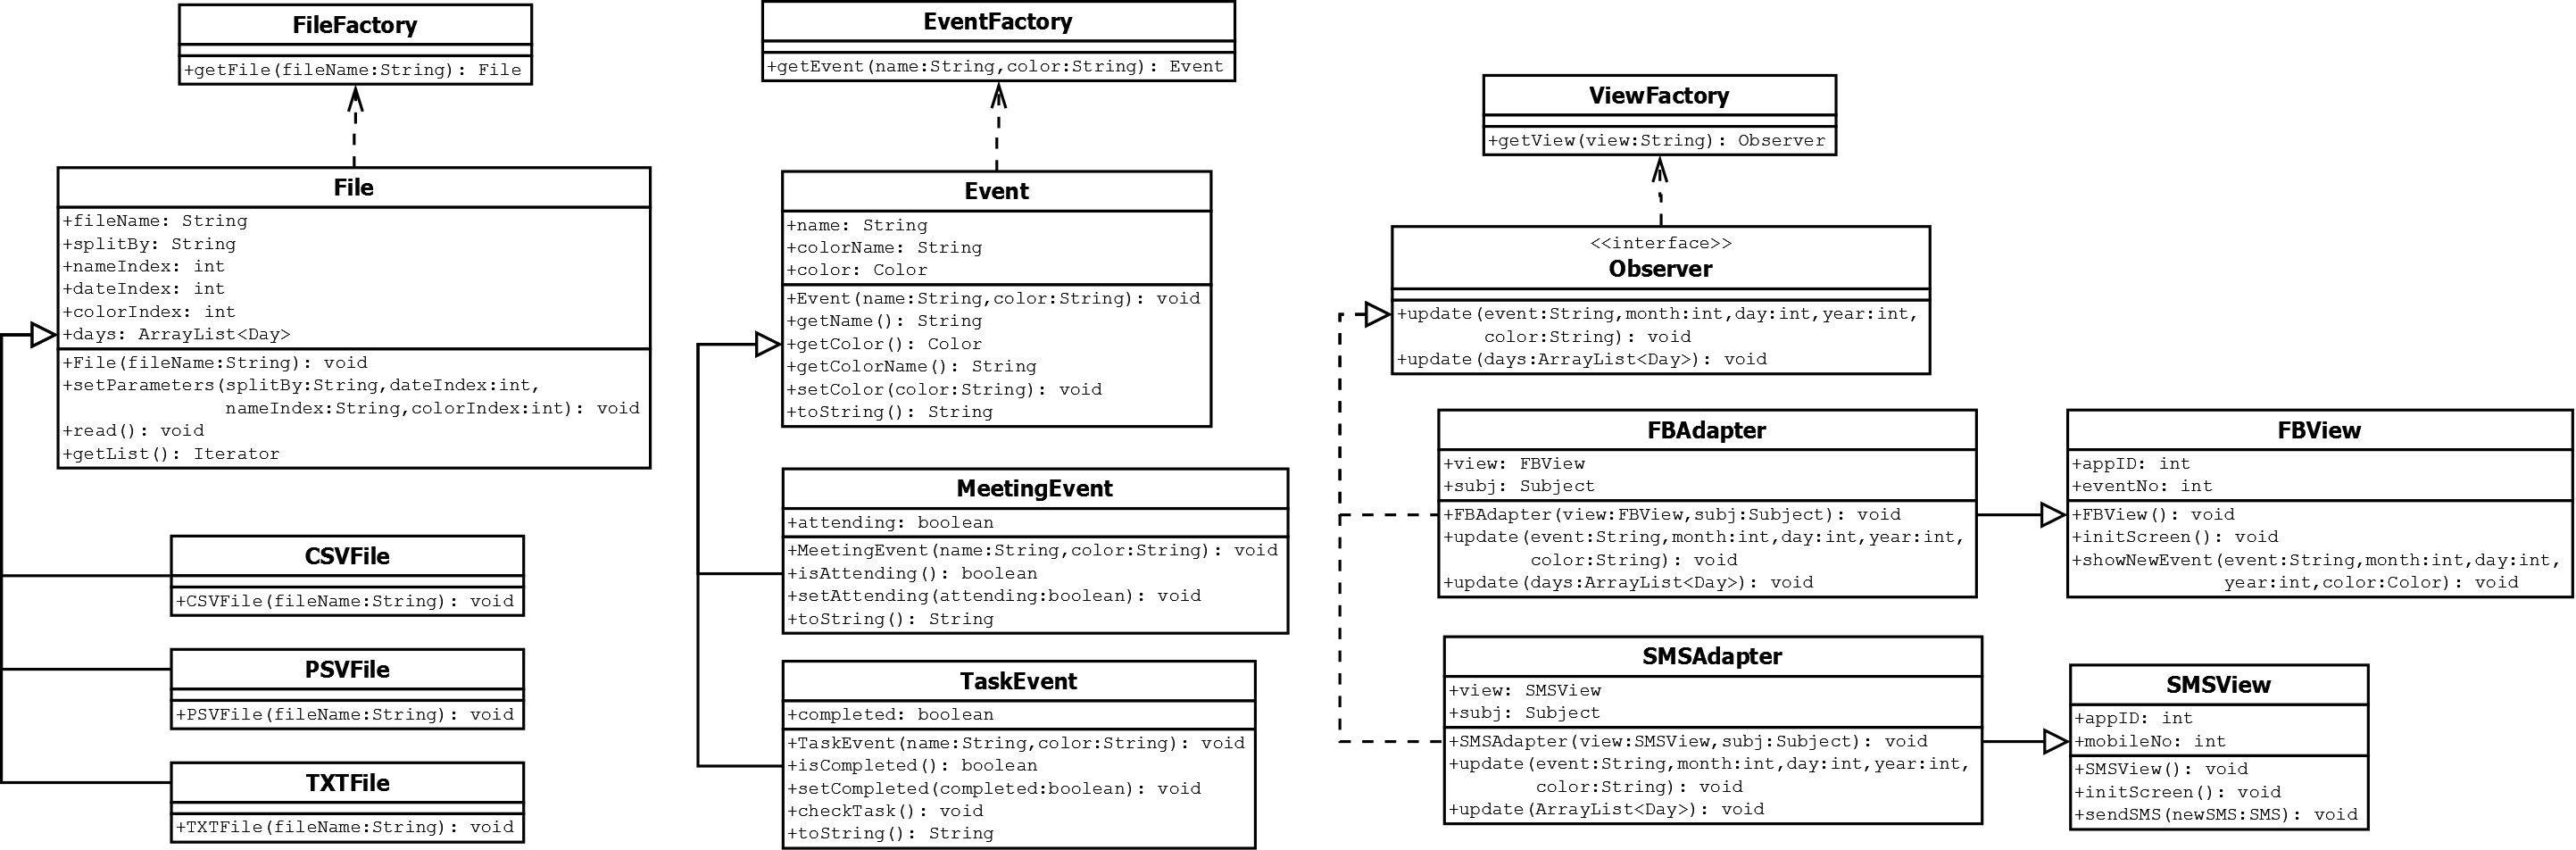 FileFactory
+getFile(fileName:String): File
File
+fileName: String
+splitBy: String
+nameIndex: int
+dateIndex: int
+colorIndex: int
+days: ArrayList<Day>
+File(fileName:String): void
+setParameters(splitBy:String,dateIndex:int,
nameIndex:String,colorIndex:int): void
+read(): void
+getList(): Iterator
CSVFile
+CSVFile(fileName:String): void
PSVFile
+PSVFile(fileName:String): void
TXTFile
+TXTFile(fileName:String): void
EventFactory
+getEvent(name:String,color:String): Event
Event
+name: String
+colorName: String
+color: Color
+Event(name:String,color:String): void
+getName(): String
+getColor(): Color
+getColorName(): String
+setColor(color:String): void
+toString(): String
MeetingEvent
+attending: boolean
+MeetingEvent(name:String,color:String): void
+isAttending(): boolean
+setAttending(attending:boolean): void
+toString(): String
TaskEvent
+completed: boolean
+TaskEvent(name:String,color:String): void
+isCompleted(): boolean
+setCompleted(completed:boolean): void
+checkTask(): void
+toString(): String
ViewFactory
+getView(view:String): Observer
<<interface>>
Observer
+update(event:String,month:int,day:int,year:int,
color:String): void
+update(days:ArrayList<Day>): void
FBAdapter
+view: FBView
+subj: Subject
+FBAdapter(view:FBView,subj:Subject): void
+update(event:String,month:int,day:int,year:int,
color:String): void
+update(days:ArrayList<Day>): void
FBView
+appID: int
+eventNo: int
+FBView(): void
+initScreen(): void
+showNewEvent(event:String,month:int,day:int,
year:int,color:Color): void
SMSAdapter
+view: SMSView
+subj: Subject
+SMSAdapter(view:SMSView,subj:Subject): void
+update(event:String,month:int,day:int,year:int,
color:String): void
+update(ArrayList<Day>): void
SMSView
+appID: int
+mobileNo: int
+SMSView(): void
+initScreen(): void
+sendSMS(newSMS:SMS): void